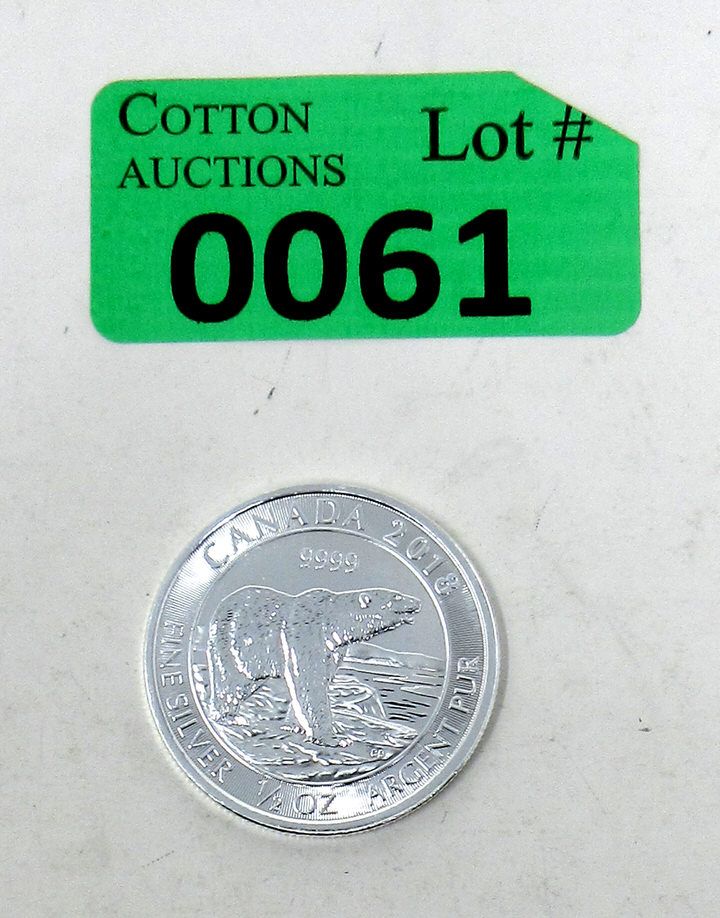 COTTON
AUCTIONS
Lot #
0061
CANADA 2018
9999
FINE SILVER 1/2 OZ ARGENT PUR